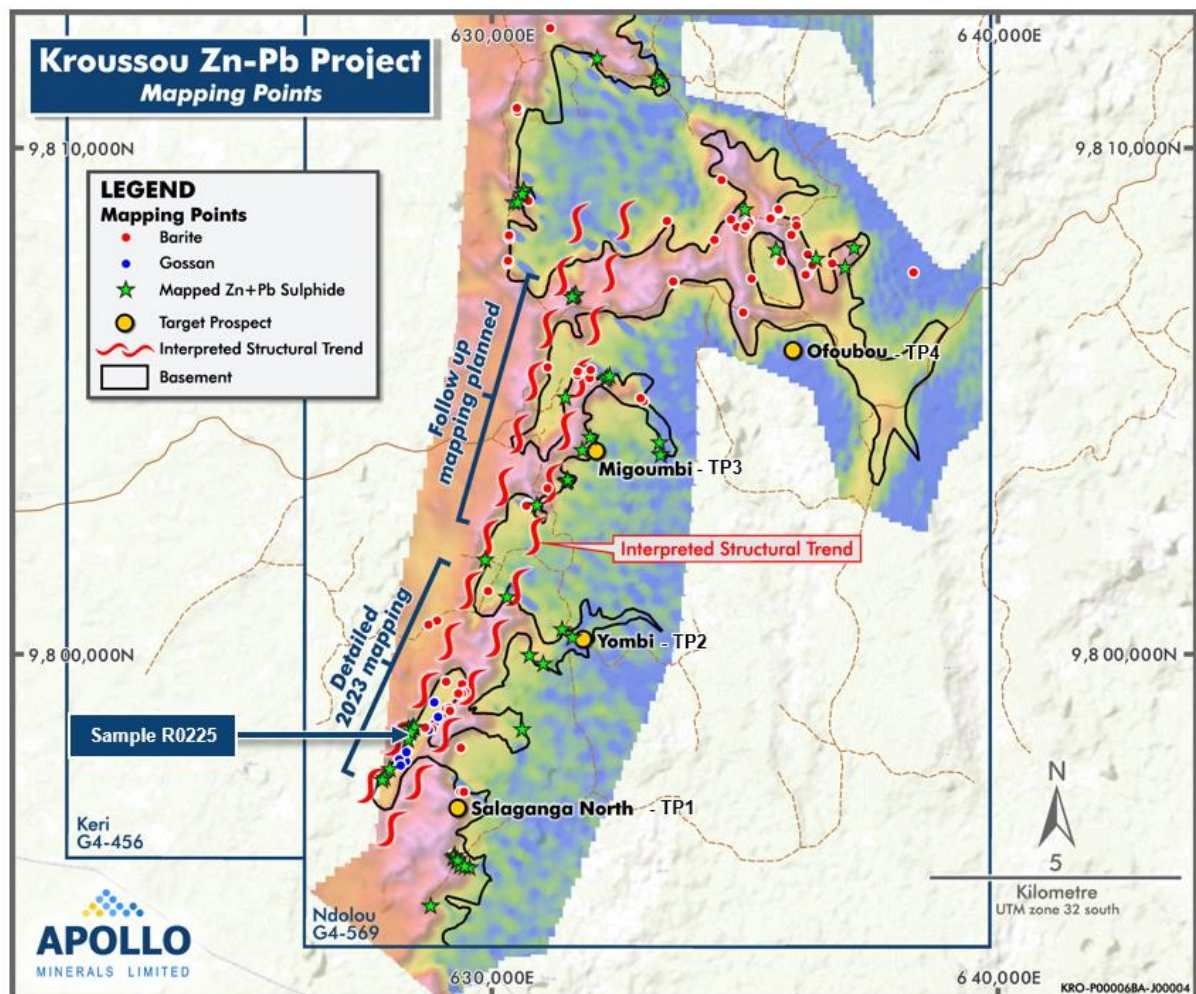 630,000E
640,000E
Kroussou Zn-Pb Project
Mapping Points
9,810,000N
9,810,000N
LEGEND
Mapping Points
Barite
Gossan
Mapped Zn+Pb Sulphide
Target Prospect
Interpreted Structural Trend
Basement
Follow up
mapping planned
Ofoubou - TP4
Migoumbi - TP3
Interpreted Structural Trend
Detailed
2023 mapping
Yombi - TP2
9,800,000N
9,800,000N
Sample R0225
Salaganga North - TP1
Keri
G4-456
N
5
Kilometre
UTM zone 32 south
Ndolou
G4-569
APOLLO
MINERALS LIMITED
630,000E
640,000E
KRO-P00006BA-J00004